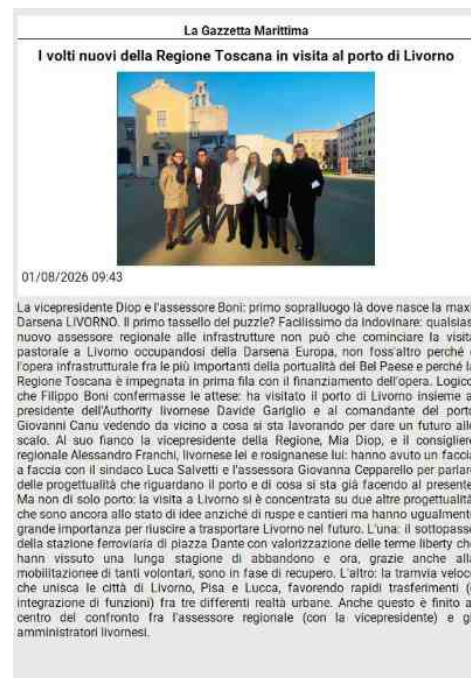 La Gazzetta Marittima
I volti nuovi della Regione Toscana in visita al porto di Livorno
01/08/2026 09:43
La vicepresidente Diop e l'assessore Boni: primo sopralluogo là dove nasce la maxi-
Darsena LIVORNO. Il primo tassello del puzzle? Facilissimo da indovinare: qualsiasi
nuovo assessore regionale alle infrastrutture non può che cominciare la visita
pastorale a Livorno occupandosi della Darsena Europa, non foss'altro perché è
l'opera infrastrutturale fra le più importanti della portualità del Bel Paese e perché la
Regione Toscana è impegnata in prima fila con il finanziamento dell'opera. Logico
che Filippo Boni confermasse le attese: ha visitato il porto di Livorno insieme al
presidente dell'Authority livornese Davide Gariglio e al comandante del porto
Giovanni Canu vedendo da vicino a cosa si sta lavorando per dare un futuro allo
scalo. Al suo fianco la vicepresidente della Regione, Mia Diop, e il consigliere
regionale Alessandro Franchi, livornese lei e rosignanese lui: hanno avuto un faccia
a faccia con il sindaco Luca Salvetti e l'assessora Giovanna Cepparello per parlare
delle progettualità che riguardano il porto e di cosa si sta già facendo al presente.
Ma non di solo porto: la visita a Livorno si è concentrata su due altre progettualità
che sono ancora allo stato di idee anziché di ruspe e cantieri ma hanno ugualmente
grande importanza per riuscire a trasportare Livorno nel futuro. L'una: il sottopasso
della stazione ferroviaria di piazza Dante con valorizzazione delle terme liberty che
hann vissuto una lunga stagione di abbandono e ora, grazie anche alla
mobilitazionee di tanti volontari, sono in fase di recupero. L'altro: la tramvia veloce
che unisca le città di Livorno, Pisa e Lucca, favorendo rapidi trasferimenti (e
integrazione di funzioni) fra tre differenti realtà urbane. Anche questo è finito al
centro del confronto fra l'assessore regionale (con la vicepresidente) e gli
amministratori livornesi.